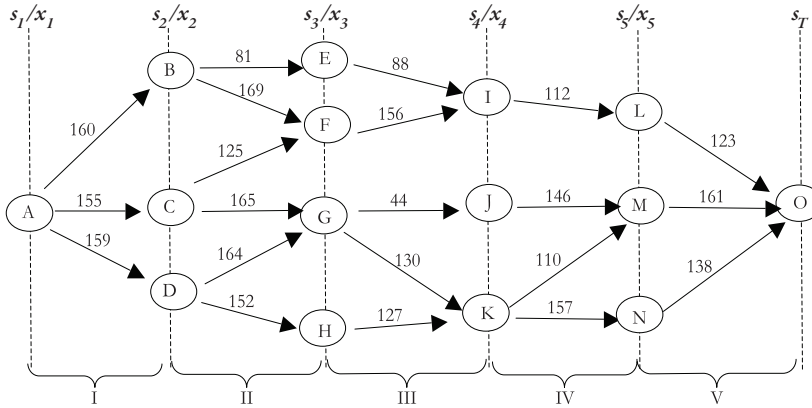 s1/x1 s2/x2 s3/x3 s4/x4 s5/x5 sT
B 81 E 88 I 112 L
169 F 156 123
160 125
A 155 C 165 G 44 J 146 M 161 O
159 164 130 110 138
D 152 H 127 K 157 N
I II III IV V